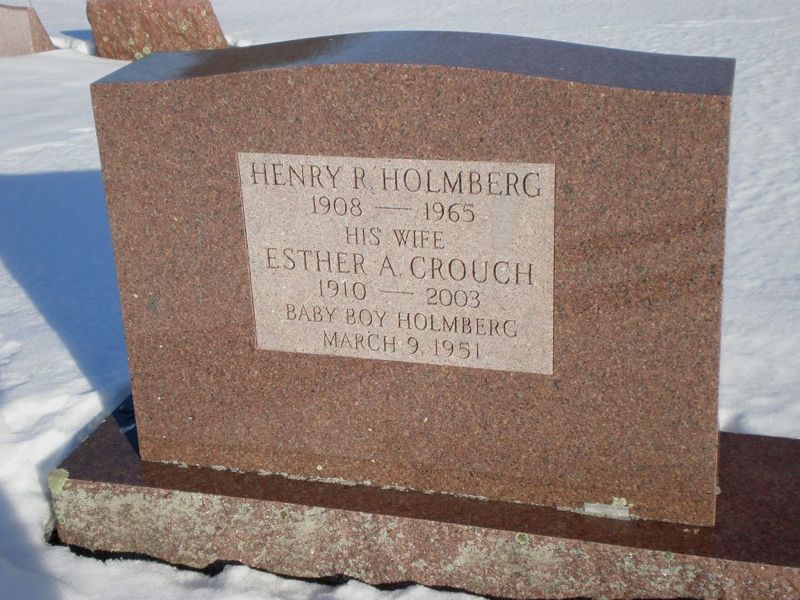 HENRY R. HOLMBERG
1908 — 1965
HIS WIFE
ESTHER A. CROUCH
1910 — 2003
BABY BOY HOLMBERG
MARCH 9, 1951